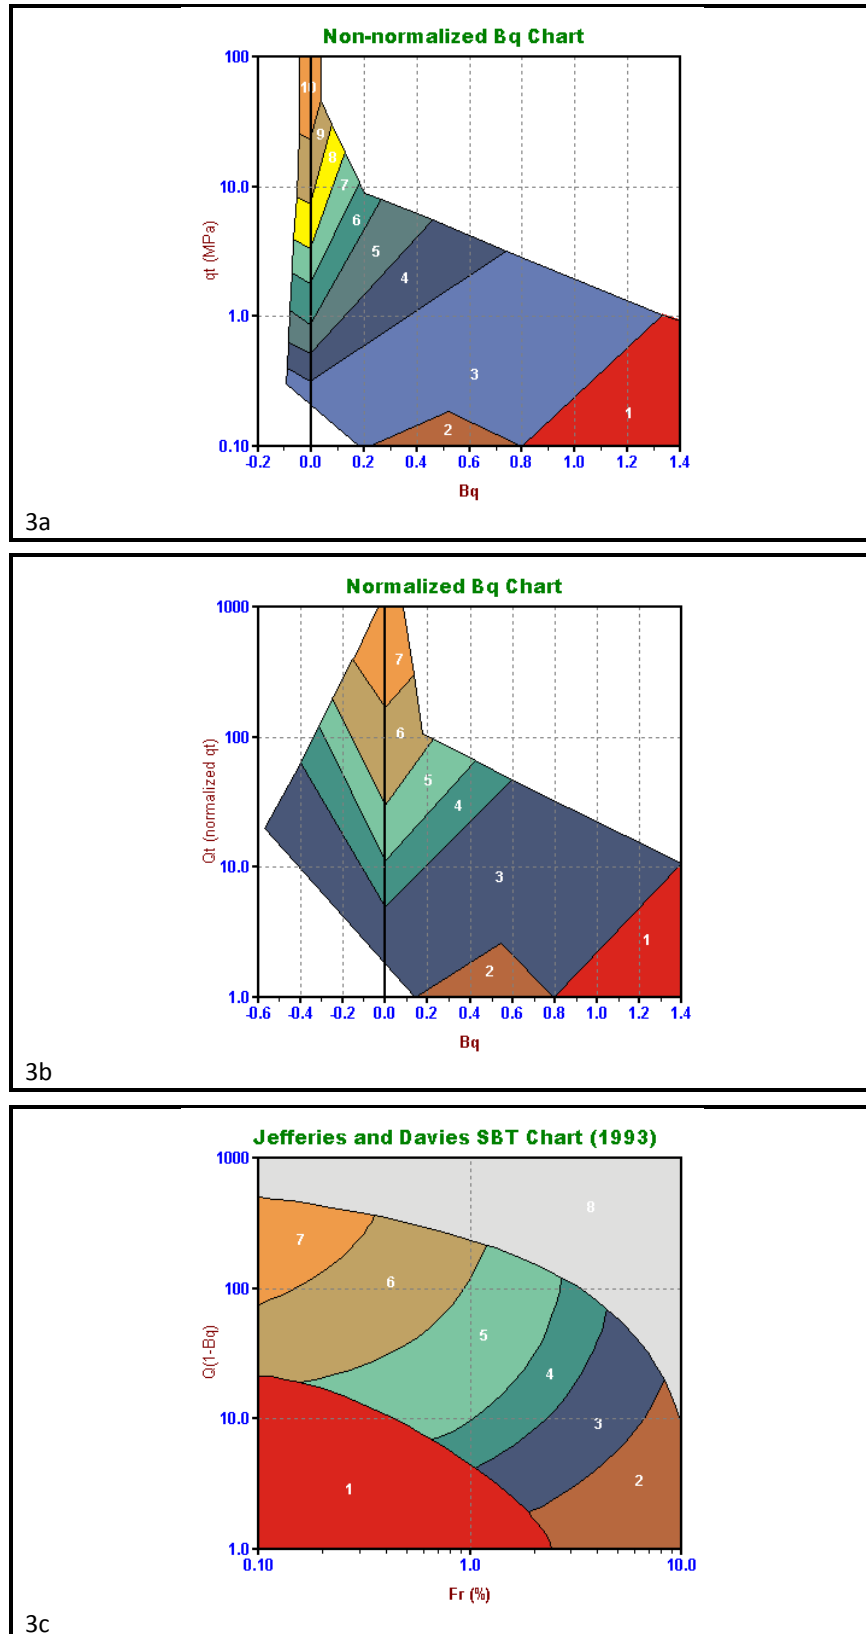 Non-normalized Bq Chart
100
10
9
8
10.0
7
6
5
qt (MPa)
4
1.0
3
1
2
0.10
-0.2 0.0 0.2 0.4 0.6 0.8 1.0 1.2 1.4
Bq
3a
Normalized Bq Chart
1000
7
6
100
5
4
Qt (normalized qt)
10.0
3
1
2
1.0
-0.6 -0.4 -0.2 0.0 0.2 0.4 0.6 0.8 1.0 1.2 1.4
Bq
3b
Jefferies and Davies SBT Chart (1993)
1000
8
7
6
100
5
Q(1-Bq)
4
10.0
3
2
1
1.0
0.10 1.0 10.0
Fr (%)
3c